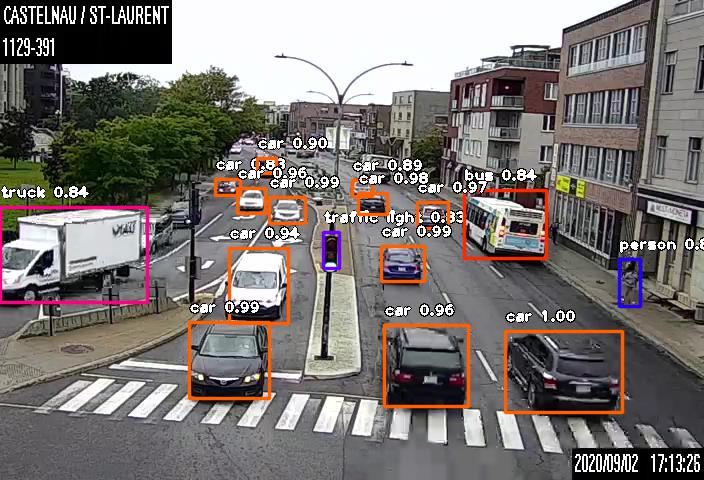 CASTELNAU / ST-LAURENT
1129-391
car 0.90
car 0.83
car 0.96
car 0.99
car 0.89
car 0.98
car 0.97
bus 0.84
truck 0.84
traffic light 0.83
person 0.8
car 0.94
car 0.99
car 0.99
car 0.96
car 1.00
2020/09/02 17:13:26